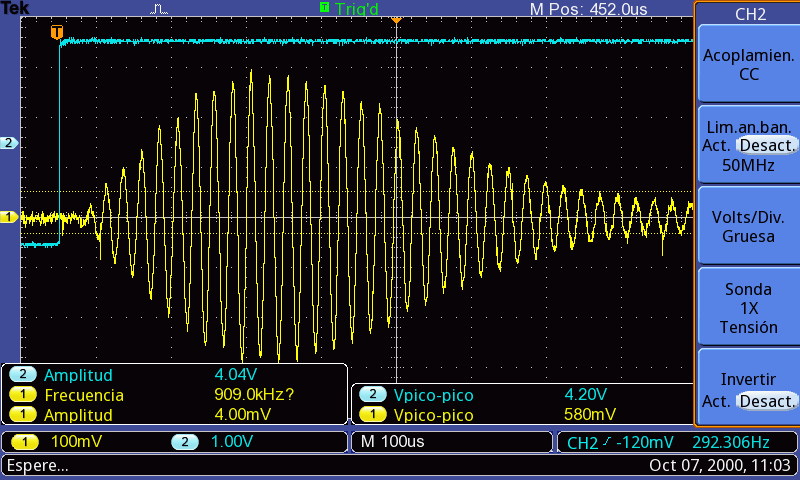 Tek T Trig'd M Pos: 452.0us CH2
T
Acoplamien.
CC
Lim.an.ban.
Act. Desact.
50MHz
2
1
Volts/Div.
Gruesa
Sonda
1X
Tensión
Invertir
Act. Desact.
2 Amplitud 4.04V
1 Frecuencia 909.0kHz?
1 Amplitud 4.00mV
2 Vpico-pico 4.20V
1 Vpico-pico 580mV
1 100mV 2 1.00V M 100us CH2 -120mV 292.306Hz
Espere... Oct 07, 2000, 11:03